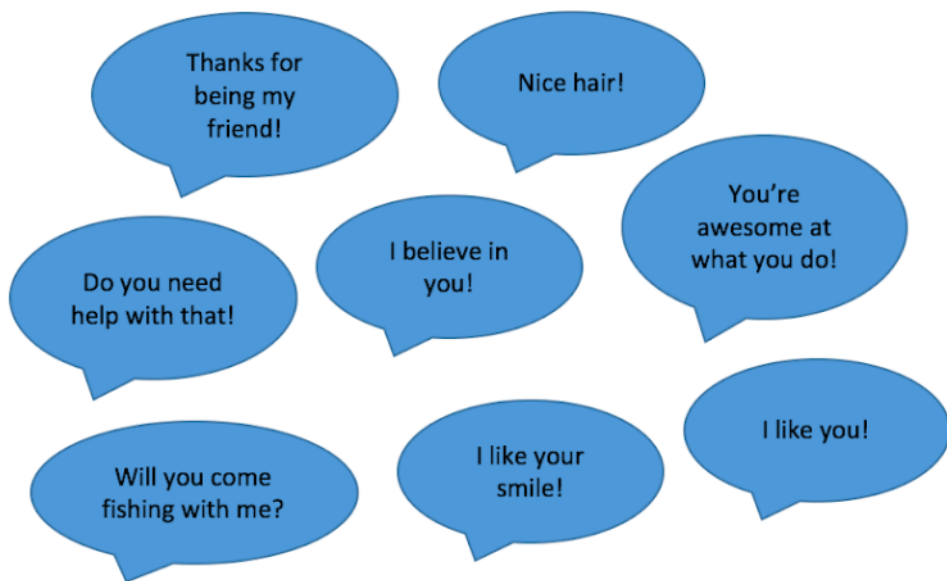 Thanks for
being my
friend!
Nice hair!
You’re
awesome at
what you do!
I believe in
you!
Do you need
help with that!
I like you!
I like your
smile!
Will you come
fishing with me?